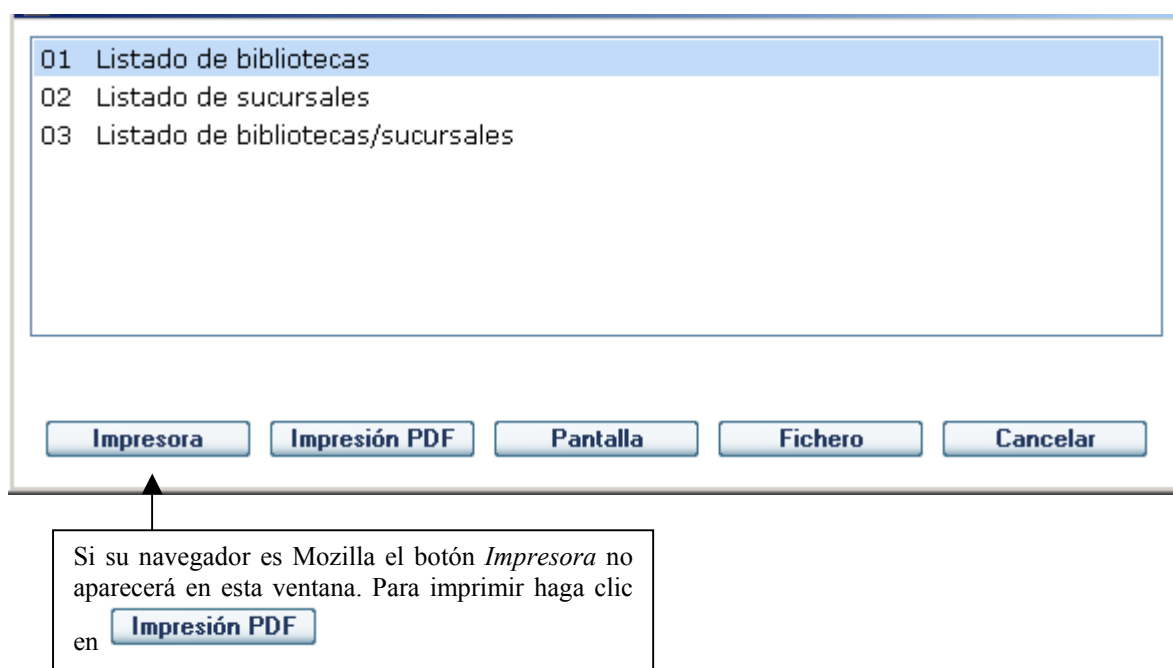 01 Listado de bibliotecas
02 Listado de sucursales
03 Listado de bibliotecas/sucursales
Impresora Impresión PDF Pantalla Fichero Cancelar
Si su navegador es Mozilla el botón Impresora no
aparecerá en esta ventana. Para imprimir haga clic
en Impresión PDF